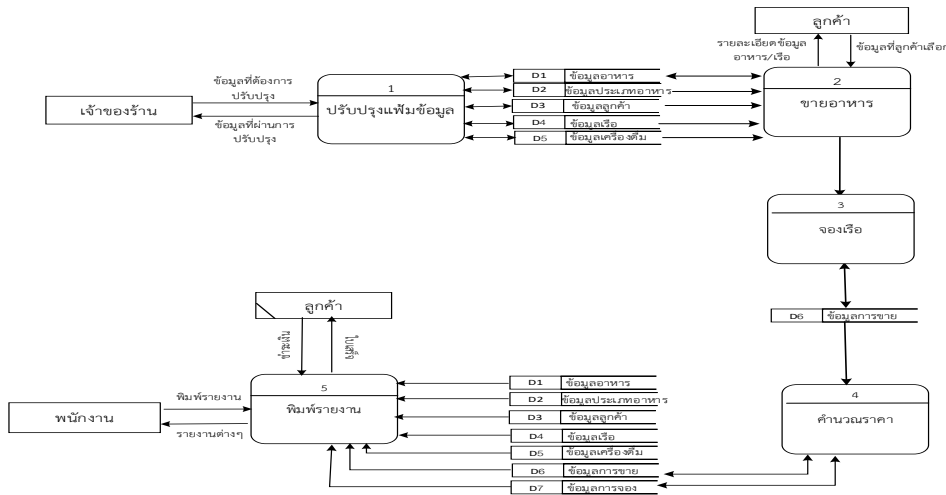 ลูกค้า
รายละเอียดข้อมูล
อาหาร/เรือ
ข้อมูลที่ลูกค้าเลือก
ข้อมูลที่ต้องการ
ปรับปรุง
เจ้าของร้าน
ข้อมูลที่ผ่านการ
ปรับปรุง
1
ปรับปรุงแฟ้มข้อมูล
D1 ข้อมูลอาหาร
D2 ข้อมูลประเภทอาหาร
D3 ข้อมูลลูกค้า
D4 ข้อมูลเรือ
D5 ข้อมูลเครื่องดื่ม
2
ขายอาหาร
3
จองเรือ
D6 ข้อมูลการขาย
4
คำนวณราคา
ลูกค้า
ชำระเงิน
5
พิมพ์รายงาน
พิมพ์รายงาน
พนักงาน
รายงานต่างๆ
D1 ข้อมูลอาหาร
D2 ข้อมูลประเภทอาหาร
D3 ข้อมูลลูกค้า
D4 ข้อมูลเรือ
D5 ข้อมูลเครื่องดื่ม
D6 ข้อมูลการขาย
D7 ข้อมูลการจอง